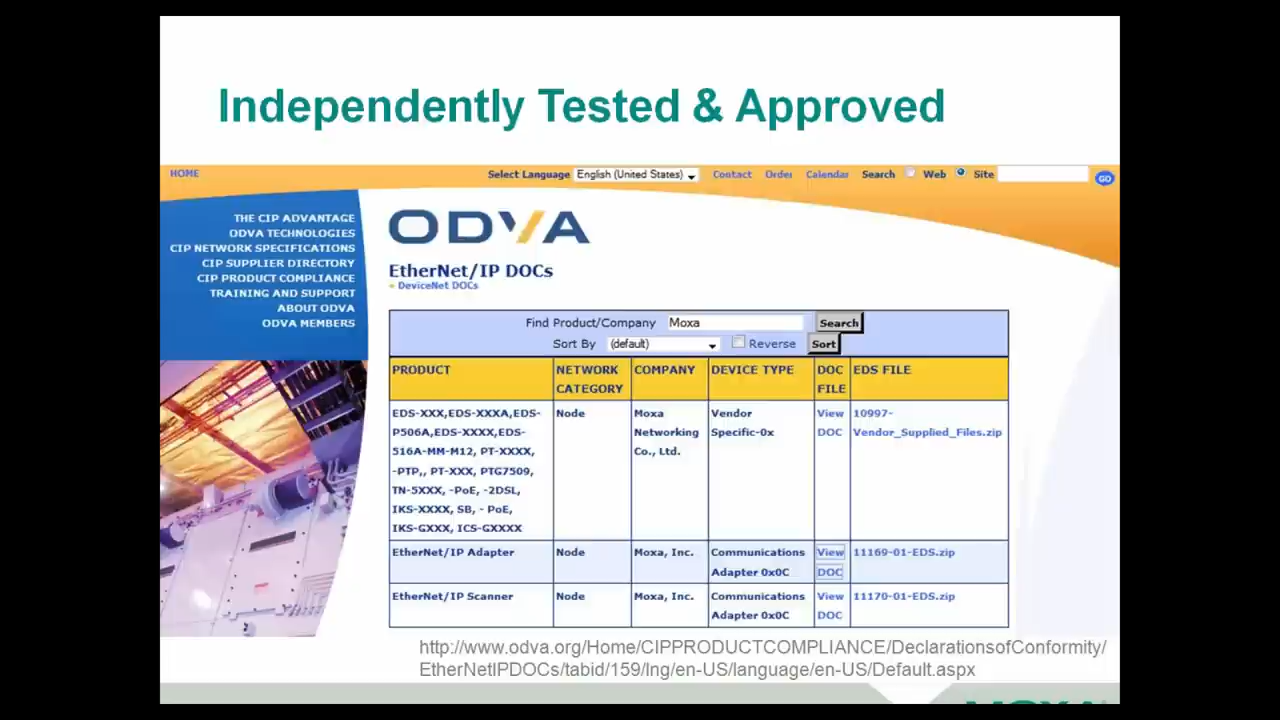 Independently Tested & Approved
HOME
Select Language English (United States) Contact Order Calendar Search Web Site GO
THE CIP ADVANTAGE
ODVA TECHNOLOGIES
CIP NETWORK SPECIFICATIONS
CIP SUPPLIER DIRECTORY
CIP PRODUCT COMPLIANCE
TRAINING AND SUPPORT
ABOUT ODVA
ODVA MEMBERS
ODVA
EtherNet/IP DOCs
DeviceNet DOCs
Find Product/Company Moxa Search
Sort By (default) Reverse Sort
PRODUCT NETWORK COMPANY DEVICE TYPE DOC EDS FILE
CATEGORY FILE
EDS-XXX,EDS-XXXA,EDS- Node Moxa Vendor View 10997-
P506A,EDS-XXXX,EDS- Networking Specific-0x DOC Vendor_Supplied_Files.zip
516A-MM-M12, PT-XXXX, Co., Ltd.
-PTP,, PT-XXX, PTG7509,
TN-5XXX, -PoE, -2DSL,
IKS-XXXX, SB, - PoE,
IKS-GXXX, ICS-GXXXX
EtherNet/IP Adapter Node Moxa, Inc. Communications View 11169-01-EDS.zip
Adapter 0x0C DOC
EtherNet/IP Scanner Node Moxa, Inc. Communications View 11170-01-EDS.zip
Adapter 0x0C DOC
http://www.odva.org/Home/CIPPRODUCTCOMPLIANCE/DeclarationsofConformity/
EtherNetIPDOCs/tabid/159/lng/en-US/language/en-US/Default.aspx
MOXA